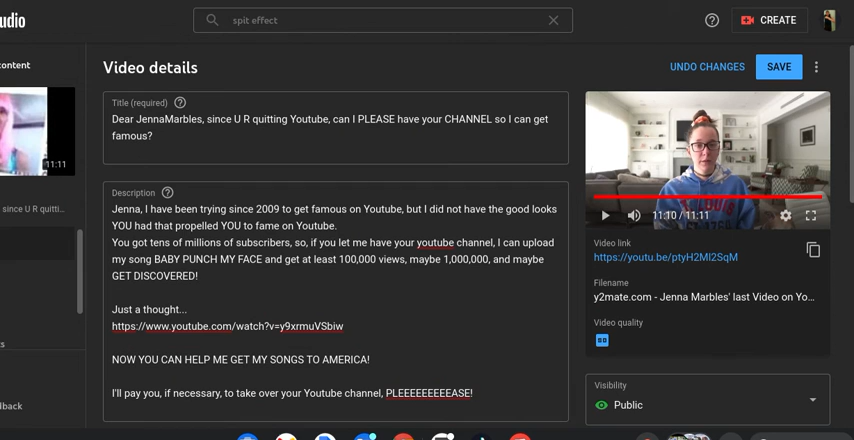 udio
spit effect
CREATE
ontent
Video details
UNDO CHANGES
SAVE
Title (required)
Dear JennaMarbles, since U R quitting Youtube, can I PLEASE have your CHANNEL so I can get
famous?
11:11
since U R quitti...
Description
Jenna, I have been trying since 2009 to get famous on Youtube, but I did not have the good looks
YOU had that propelled YOU to fame on Youtube.
You got tens of millions of subscribers, so, if you let me have your youtube channel, I can upload
my song BABY PUNCH MY FACE and get at least 100,000 views, maybe 1,000,000, and maybe
GET DISCOVERED!
Just a thought...
https://www.youtube.com/watch?v=y9xrmuVSbiw
NOW YOU CAN HELP ME GET MY SONGS TO AMERICA!
I'll pay you, if necessary, to take over your Youtube channel, PLEEEEEEEEEASE!
11:10 / 11:11
Video link
https://youtu.be/ptyH2MI2SqM
Filename
y2mate.com - Jenna Marbles' last Video on Yo...
Video quality
Visibility
Public
ts
dback